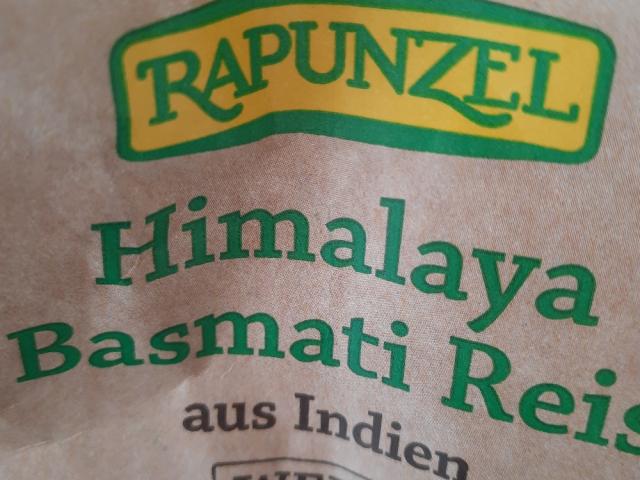 RAPUNZEL
Himalaya
Basmati Reis
aus Indien